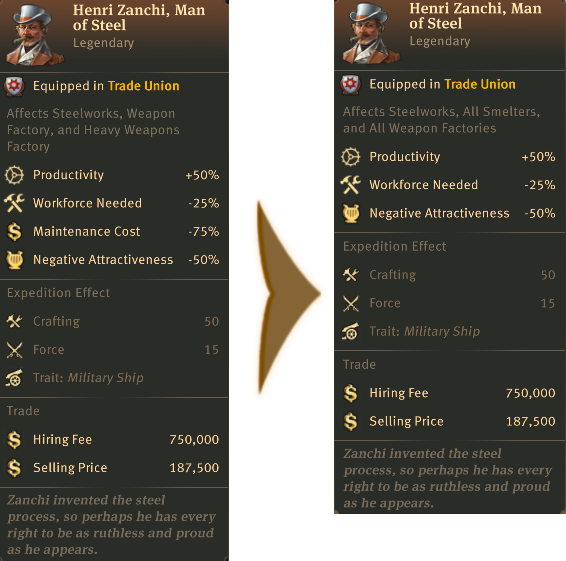 Henri Zanchi, Man
of Steel
Legendary
Equipped in Trade Union
Affects Steelworks, Weapon
Factory, and Heavy Weapons
Factory
Productivity +50%
Workforce Needed -25%
Maintenance Cost -75%
Negative Attractiveness -50%
Expedition Effect
Crafting 50
Force 15
Trait: Military Ship
Trade
Hiring Fee 750,000
Selling Price 187,500
Zanchi invented the steel
process, so perhaps he has every
right to be as ruthless and proud
as he appears.
Henri Zanchi, Man
of Steel
Legendary
Equipped in Trade Union
Affects Steelworks, All Smelters,
and All Weapon Factories
Productivity +50%
Workforce Needed -25%
Negative Attractiveness -50%
Expedition Effect
Crafting 50
Force 15
Trait: Military Ship
Trade
Hiring Fee 750,000
Selling Price 187,500
Zanchi invented the steel
process, so perhaps he has every
right to be as ruthless and proud
as he appears.